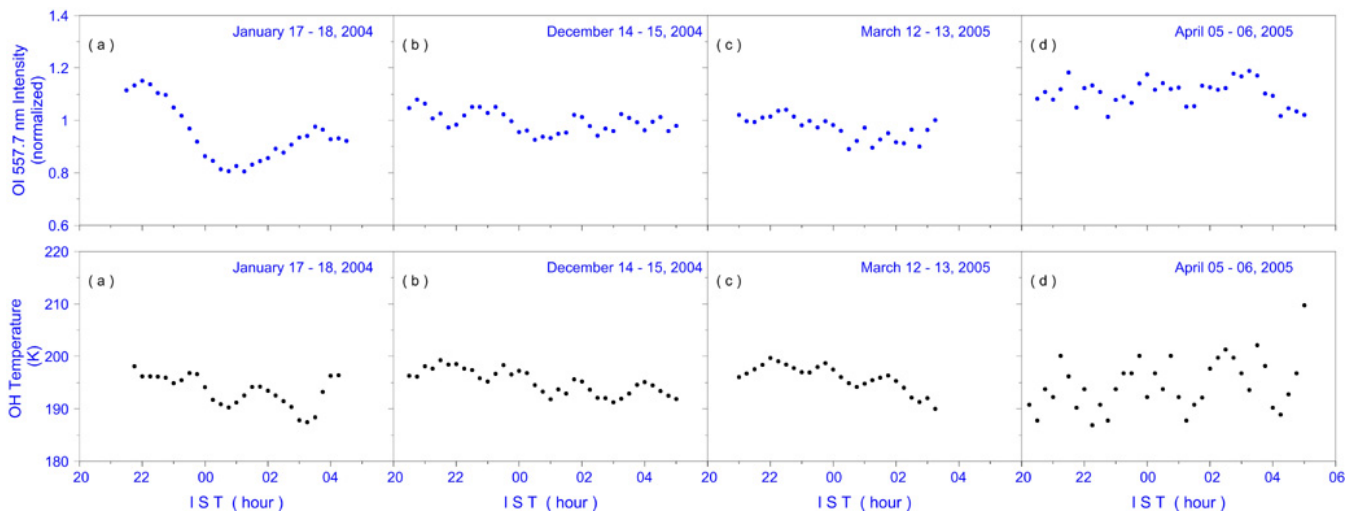 1.4
1.2
1
0.8
0.6
OI 557.7 nm Intensity
(normalized)
( a )
January 17 - 18, 2004
( b )
December 14 - 15, 2004
( c )
March 12 - 13, 2005
( d )
April 05 - 06, 2005
220
210
200
190
180
OH Temperature
(K)
( a )
January 17 - 18, 2004
( b )
December 14 - 15, 2004
( c )
March 12 - 13, 2005
( d )
April 05 - 06, 2005
20 22 00 02 20 22 00 02 04 20 22 00 02 04 20 22 00 02 04 06
I S T ( hour ) I S T ( hour ) I S T ( hour ) I S T ( hour )